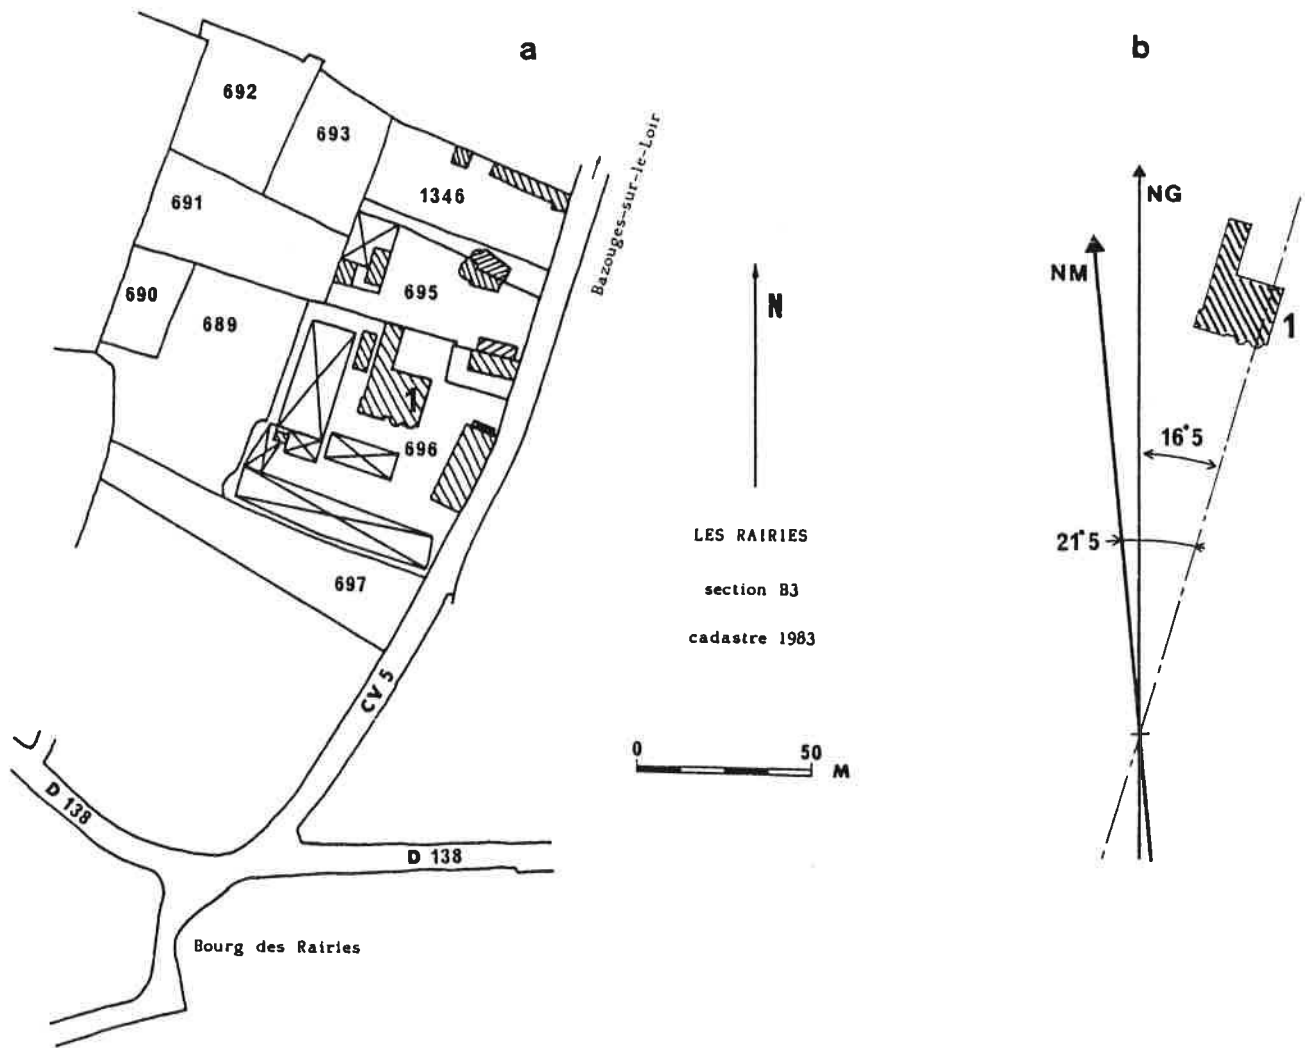 a
b
692
693
1346
691
690
689
695
1
696
697
Bazouges-sur-le-Loir
N
LES RAIRIES
section B3
cadastre 1983
CV 5
0 50 M
D 138
D 138
Bourg des Rairies
NG
NM
1
16°5
21°5